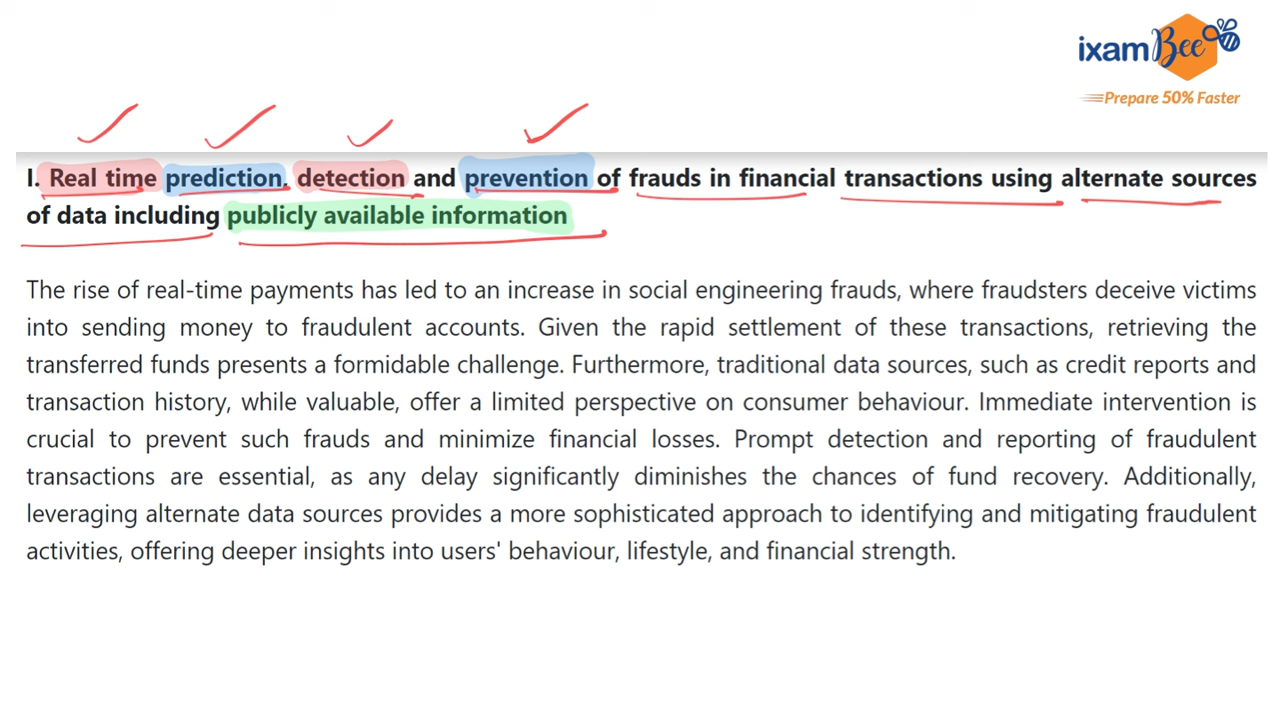 ixamBee
Prepare 50% Faster
I. Real time prediction, detection and prevention of frauds in financial transactions using alternate sources
of data including publicly available information
The rise of real-time payments has led to an increase in social engineering frauds, where fraudsters deceive victims
into sending money to fraudulent accounts. Given the rapid settlement of these transactions, retrieving the
transferred funds presents a formidable challenge. Furthermore, traditional data sources, such as credit reports and
transaction history, while valuable, offer a limited perspective on consumer behaviour. Immediate intervention is
crucial to prevent such frauds and minimize financial losses. Prompt detection and reporting of fraudulent
transactions are essential, as any delay significantly diminishes the chances of fund recovery. Additionally,
leveraging alternate data sources provides a more sophisticated approach to identifying and mitigating fraudulent
activities, offering deeper insights into users' behaviour, lifestyle, and financial strength.